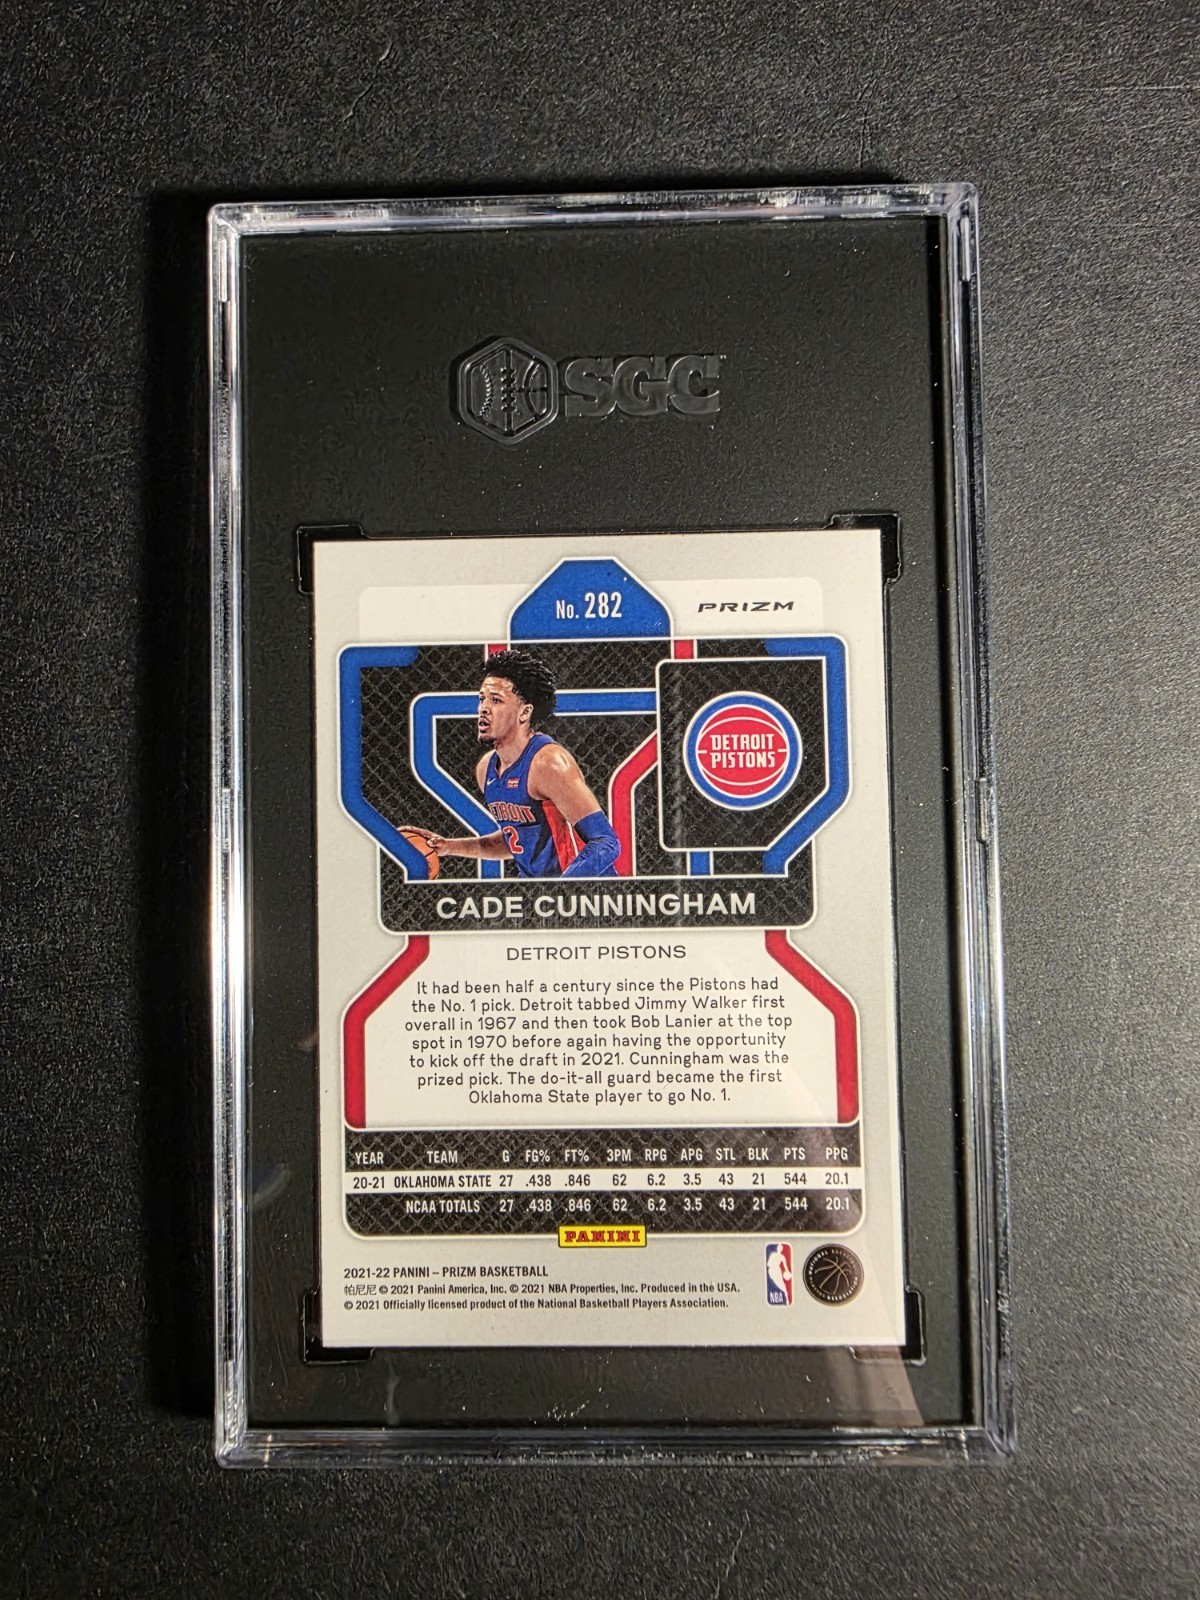 SGC
No. 282
PRIZM
DETROIT
PISTONS
DETROIT
2
CADE CUNNINGHAM
DETROIT PISTONS
It had been half a century since the Pistons had
the No. 1 pick. Detroit tabbed Jimmy Walker first
overall in 1967 and then took Bob Lanier at the top
spot in 1970 before again having the opportunity
to kick off the draft in 2021. Cunningham was the
prized pick. The do-it-all guard became the first
Oklahoma State player to go No. 1.
YEAR TEAM G FG% FT% 3PM RPG APG STL BLK PTS PPG
20-21 OKLAHOMA STATE 27 .438 .846 62 6.2 3.5 43 21 544 20.1
NCAA TOTALS 27 .438 .846 62 6.2 3.5 43 21 544 20.1
PANINI
2021-22 PANINI – PRIZM BASKETBALL
帕尼尼 © 2021 Panini America, Inc. © 2021 NBA Properties, Inc. Produced in the USA.
© 2021 Officially licensed product of the National Basketball Players Association.
NBA